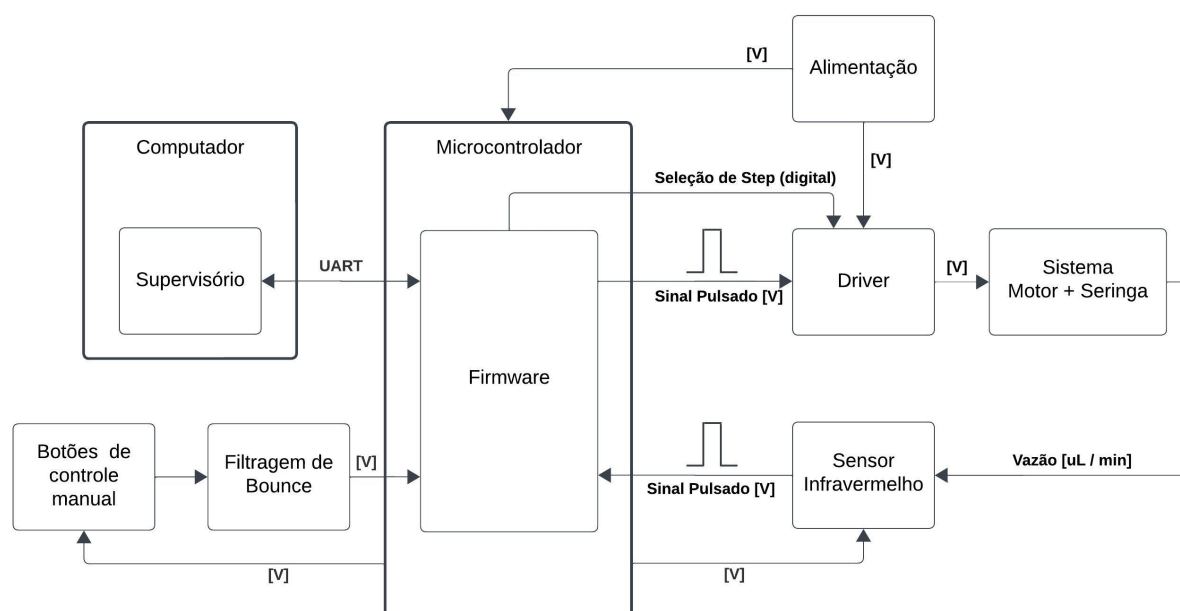 [V]
Alimentação
Computador
Microcontrolador
[V]
Seleção de Step (digital)
Supervisório
UART
Sinal Pulsado [V]
Driver
[V]
Sistema
Motor + Seringa
Firmware
Botões de
controle
manual
Filtragem de
Bounce
[V]
Sinal Pulsado [V]
Sensor
Infravermelho
Vazão [uL / min]
[V]
[V]